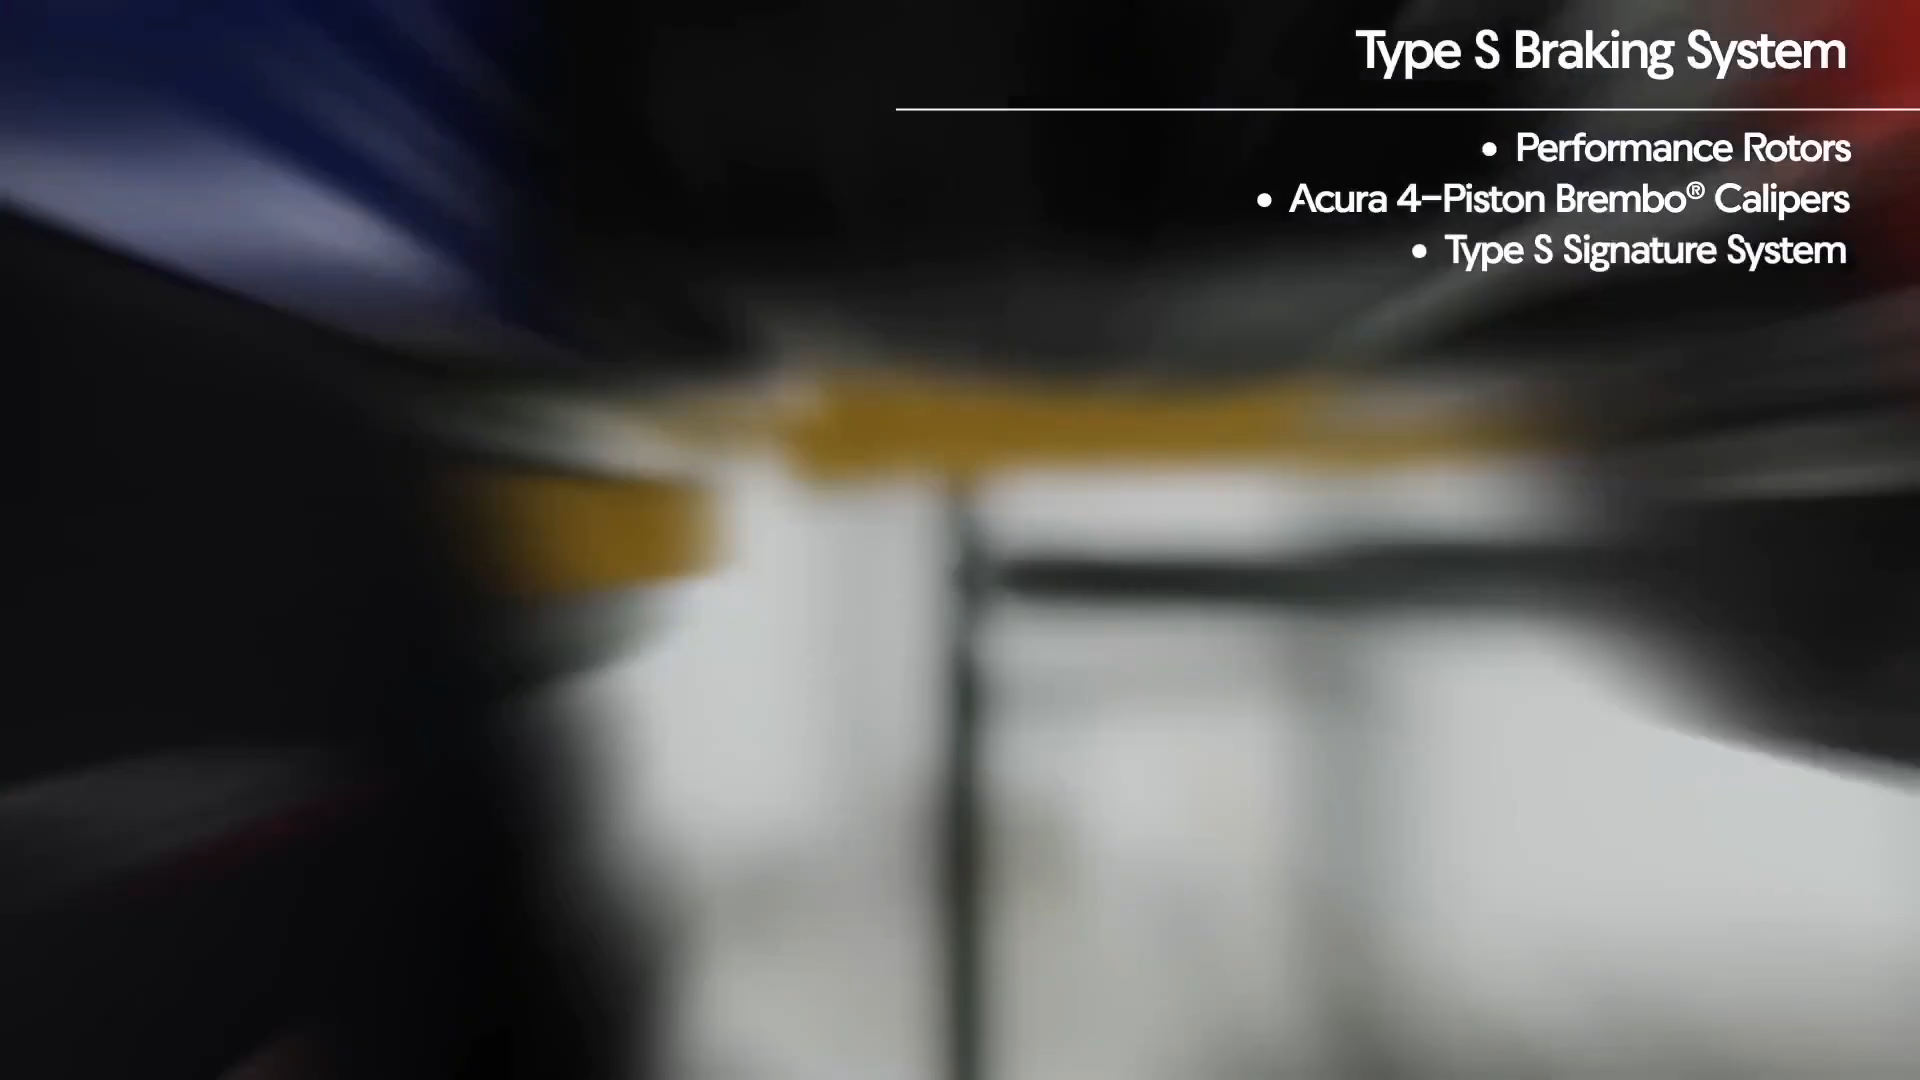 Type S Braking System
• Performance Rotors
• Acura 4-Piston Brembo® Calipers
• Type S Signature System